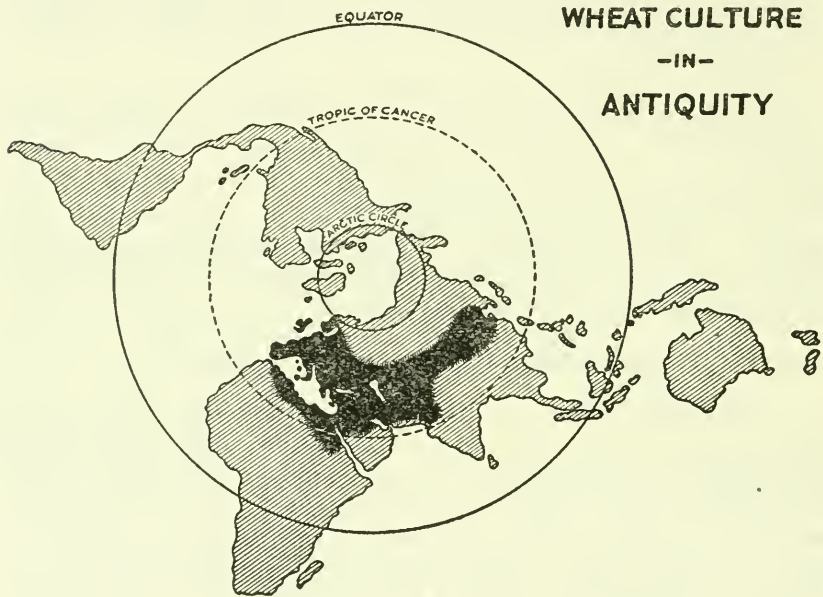 WHEAT CULTURE
-IN-
ANTIQUITY
EQUATOR
TROPIC OF CANCER
ARCTIC CIRCLE